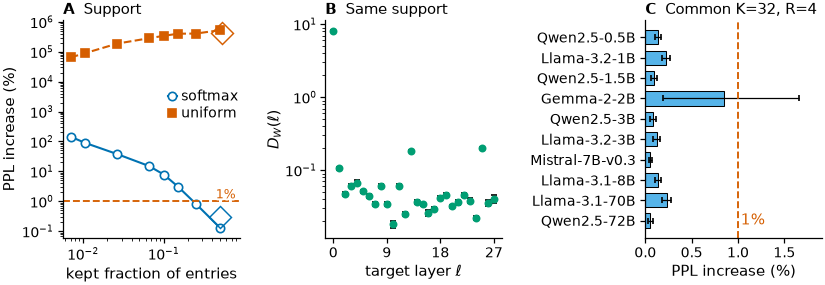 A Support
PPL increase (%)
10⁶
10⁵
10⁴
10³
10²
10¹
10⁰
10⁻¹
softmax
uniform
1%
10⁻²
10⁻¹
kept fraction of entries
B Same support
D_W(ℓ)
10¹
10⁰
10⁻¹
0
9
18
27
target layer ℓ
C Common K=32, R=4
Qwen2.5-0.5B
Llama-3.2-1B
Qwen2.5-1.5B
Gemma-2-2B
Qwen2.5-3B
Llama-3.2-3B
Mistral-7B-v0.3
Llama-3.1-8B
Llama-3.1-70B
Qwen2.5-72B
1%
0.0
0.5
1.0
1.5
PPL increase (%)